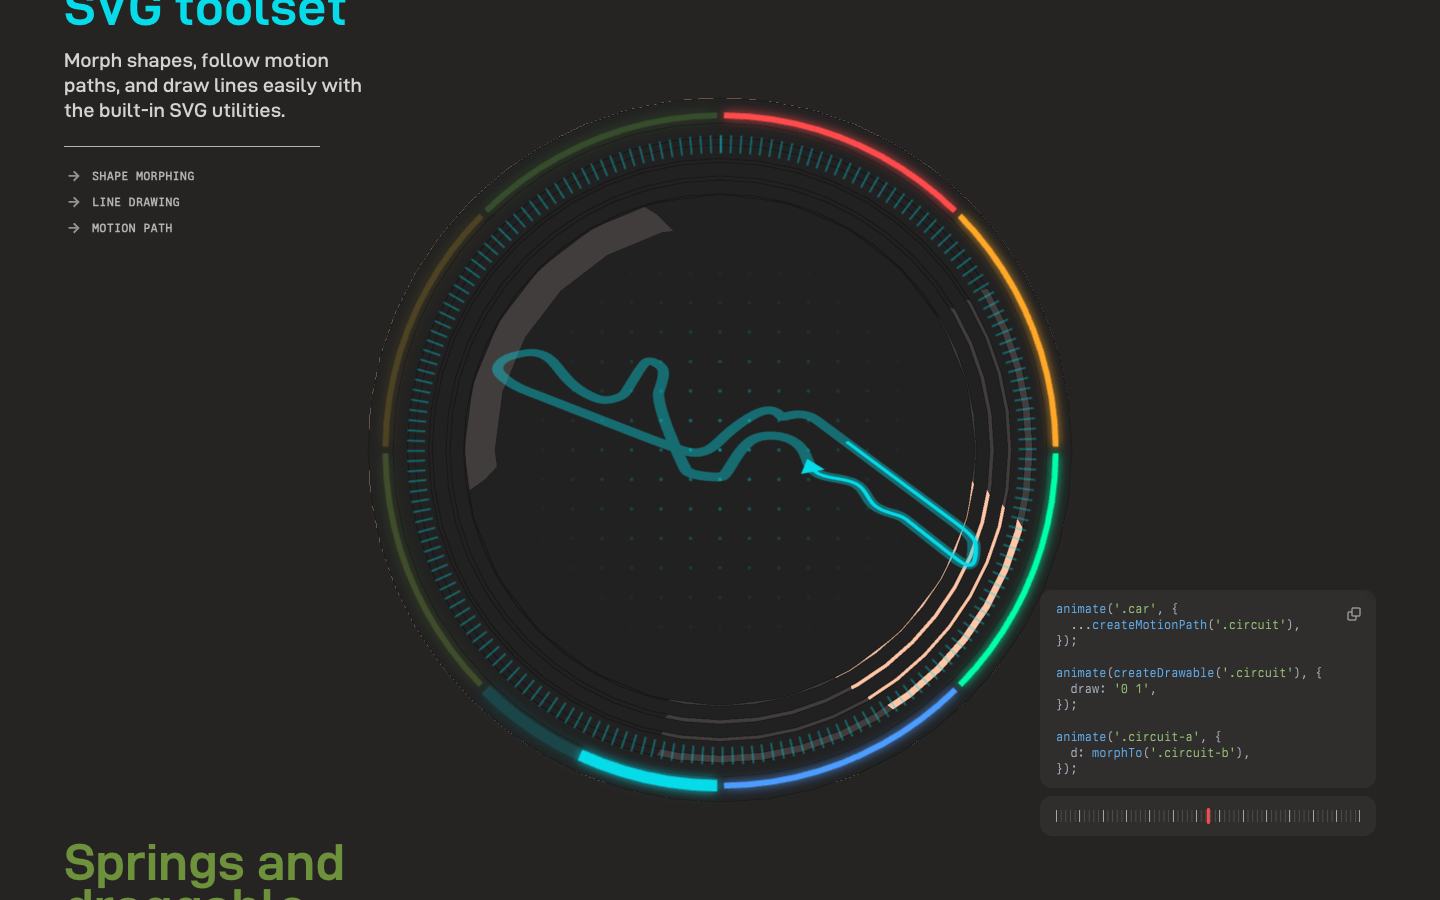 SVG toolset
Morph shapes, follow motion
paths, and draw lines easily with
the built-in SVG utilities.
SHAPE MORPHING
LINE DRAWING
MOTION PATH
animate('.car', {
  ...createMotionPath('.circuit'),
});

animate(createDrawable('.circuit'), {
  draw: '0 1',
});

animate('.circuit-a', {
  d: morphTo('.circuit-b'),
});
Springs and
draggable